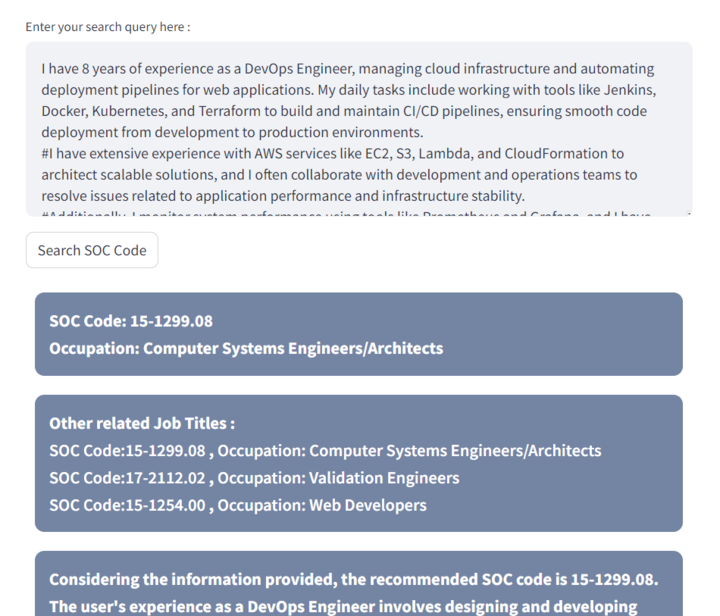 Enter your search query here :
I have 8 years of experience as a DevOps Engineer, managing cloud infrastructure and automating
deployment pipelines for web applications. My daily tasks include working with tools like Jenkins,
Docker, Kubernetes, and Terraform to build and maintain CI/CD pipelines, ensuring smooth code
deployment from development to production environments.
#I have extensive experience with AWS services like EC2, S3, Lambda, and CloudFormation to
architect scalable solutions, and I often collaborate with development and operations teams to
resolve issues related to application performance and infrastructure stability.
#Additionally, I monitor system performance using tools like Prometheus and Grafana, and I have
Search SOC Code
SOC Code: 15-1299.08
Occupation: Computer Systems Engineers/Architects
Other related Job Titles :
SOC Code:15-1299.08 , Occupation: Computer Systems Engineers/Architects
SOC Code:17-2112.02 , Occupation: Validation Engineers
SOC Code:15-1254.00 , Occupation: Web Developers
Considering the information provided, the recommended SOC code is 15-1299.08.
The user's experience as a DevOps Engineer involves designing and developing